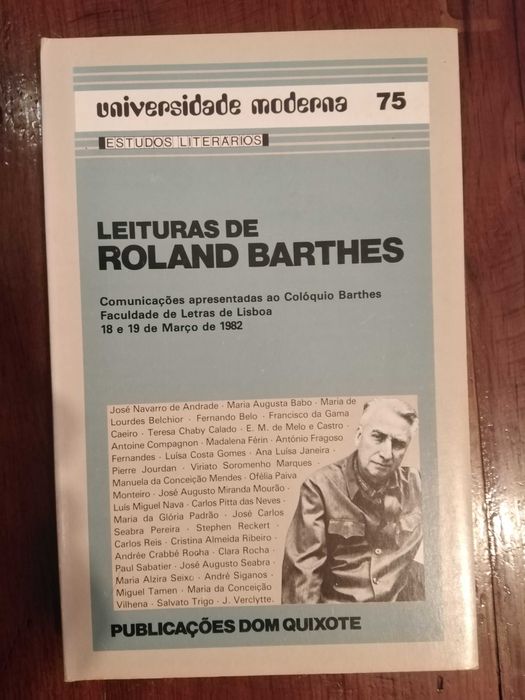 universidade moderna 75
ESTUDOS LITERÁRIOS
LEITURAS DE
ROLAND BARTHES
Comunicações apresentadas ao Colóquio Barthes
Faculdade de Letras de Lisboa
18 e 19 de Março de 1982
José Navarro de Andrade · Maria Augusta Babo · Maria de
Lourdes Belchior · Fernando Belo · Francisco da Gama
Caeiro · Teresa Chaby Calado · E. M. de Melo e Castro ·
Antoine Compagnon · Madalena Férin · António Fragoso
Fernandes · Luísa Costa Gomes · Ana Luísa Janeira ·
Pierre Jourdan · Viriato Soromenho Marques ·
Manuela da Conceição Mendes · Ofélia Paiva
Monteiro · José Augusto Miranda Mourão ·
Luís Miguel Nava · Carlos Pitta das Neves ·
Maria da Glória Padrão · José Carlos
Seabra Pereira · Stephen Reckert ·
Carlos Reis · Cristina Almeida Ribeiro ·
Andrée Crabbé Rocha · Clara Rocha ·
Paul Sabatier · José Augusto Seabra ·
Maria Alzira Seixo · André Siganos ·
Miguel Tamen · Maria da Conceição
Vilhena · Salvato Trigo · J. Verclytte.
PUBLICAÇÕES DOM QUIXOTE